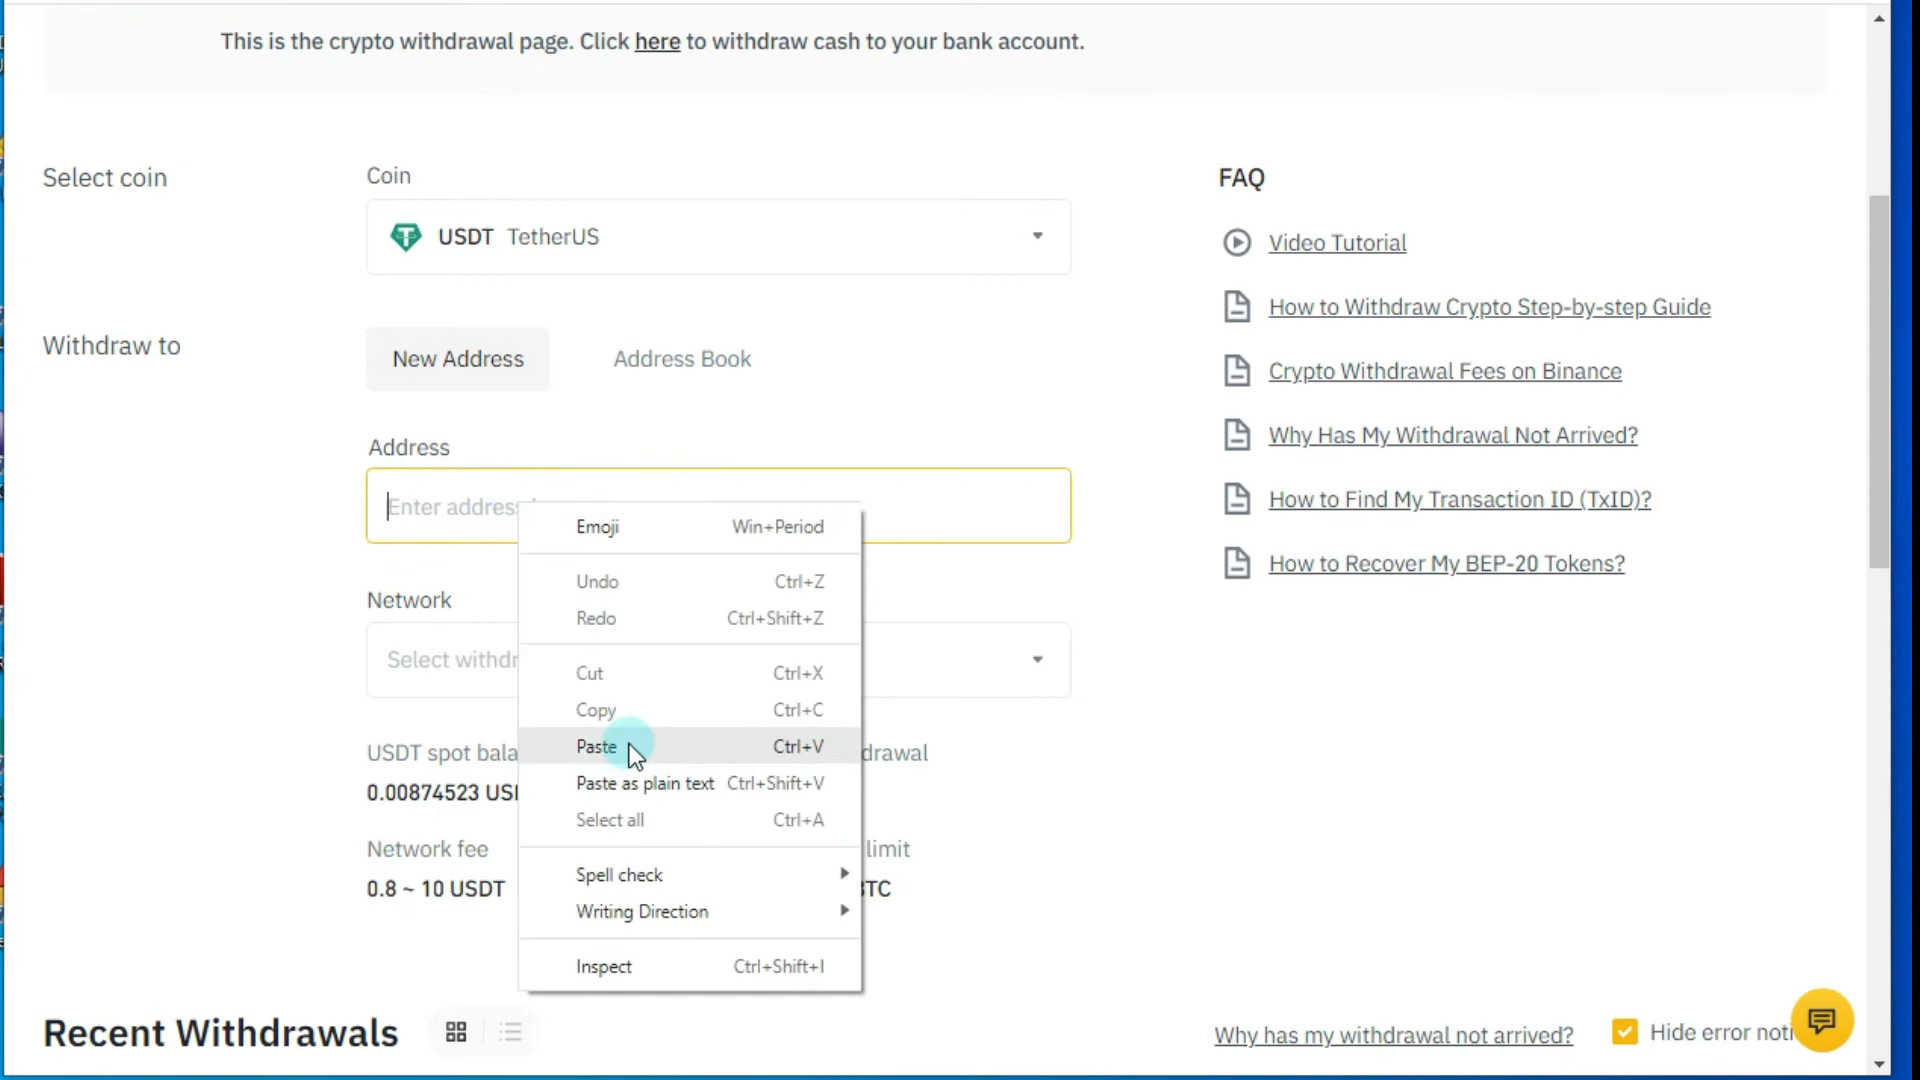 This is the crypto withdrawal page. Click here to withdraw cash to your bank account.
Select coin
Coin
USDT TetherUS
Withdraw to
New Address
Address Book
Address
Enter address
Network
Select
USDT spot
0.00874523
Network fee
0.8 ~ 10 USDT
limit
Emoji Win+Period
Undo Ctrl+Z
Redo Ctrl+Shift+Z
Cut Ctrl+X
Copy Ctrl+C
Paste Ctrl+V
Paste as plain text Ctrl+Shift+V
Select all Ctrl+A
Spell check
Writing Direction
Inspect Ctrl+Shift+I
FAQ
Video Tutorial
How to Withdraw Crypto Step-by-step Guide
Crypto Withdrawal Fees on Binance
Why Has My Withdrawal Not Arrived?
How to Find My Transaction ID (TxID)?
How to Recover My BEP-20 Tokens?
Recent Withdrawals
Why has my withdrawal not arrived?
Hide error